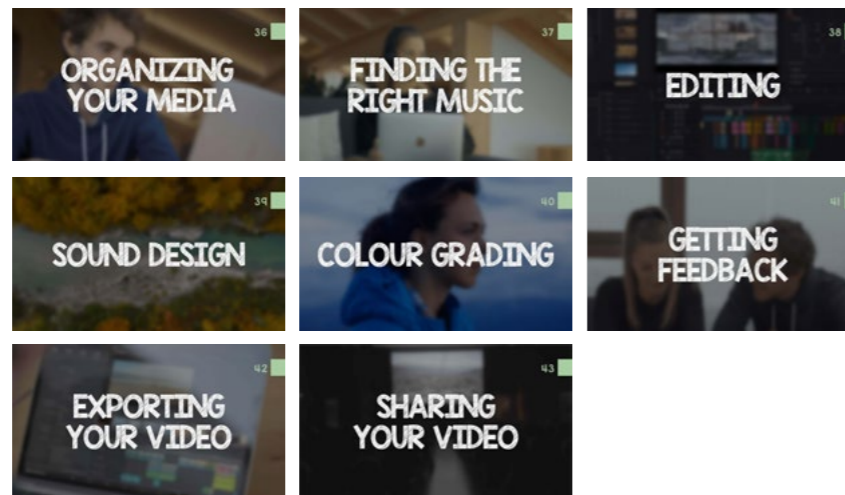 36
ORGANIZING
YOUR MEDIA
37
FINDING THE
RIGHT MUSIC
38
EDITING
39
SOUND DESIGN
40
COLOUR GRADING
41
GETTING
FEEDBACK
42
EXPORTING
YOUR VIDEO
43
SHARING
YOUR VIDEO